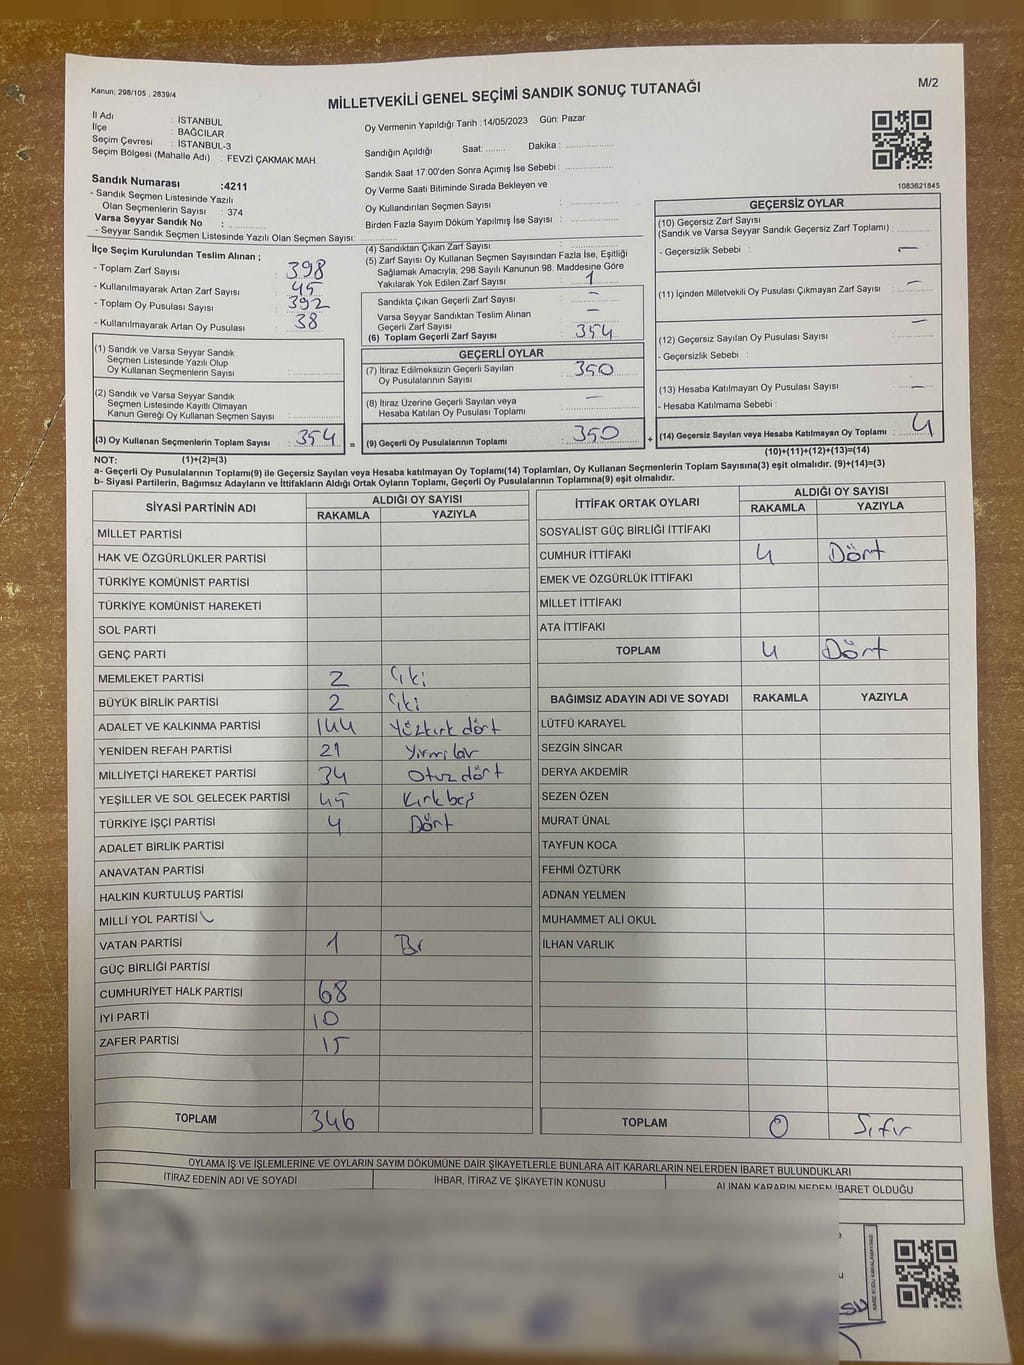 Kanun; 298/105 , 2839/4
MİLLETVEKİLİ GENEL SEÇİMİ SANDIK SONUÇ TUTANAĞI
M/2
İl Adı : İSTANBUL
İlçe : BAĞCILAR
Seçim Çevresi : İSTANBUL-3
Seçim Bölgesi (Mahalle Adı) : FEVZİ ÇAKMAK MAH.
Sandık Numarası :4211
- Sandık Seçmen Listesinde Yazılı
Olan Seçmenlerin Sayısı : 374
Varsa Seyyar Sandık No :
- Seyyar Sandık Seçmen Listesinde Yazılı Olan Seçmen Sayısı:
Oy Vermenin Yapıldığı Tarih :14/05/2023 Gün: Pazar
Sandığın Açıldığı Saat: ........ Dakika : ................
Sandık Saat 17:00'den Sonra Açımış İse Sebebi : ................
Oy Verme Saati Bitiminde Sırada Bekleyen ve
Oy Kullandırılan Seçmen Sayısı : ................
Birden Fazla Sayım Döküm Yapılmış İse Sayısı : ................
1083621845
İlçe Seçim Kurulundan Teslim Alınan ;
- Toplam Zarf Sayısı : 398
- Kullanılmayarak Artan Zarf Sayısı : 45
- Toplam Oy Pusulası Sayısı : 392
- Kullanılmayarak Artan Oy Pusulası : 38
(1) Sandık ve Varsa Seyyar Sandık
Seçmen Listesinde Yazılı Olup
Oy Kullanan Seçmenlerin Sayısı :
(2) Sandık ve Varsa Seyyar Sandık
Seçmen Listesinde Kayıtlı Olmayan
Kanun Gereği Oy Kullanan Seçmen Sayısı :
(3) Oy Kullanan Seçmenlerin Toplam Sayısı : 354 =
(1)+(2)=(3)
(4) Sandıktan Çıkan Zarf Sayısı :
(5) Zarf Sayısı Oy Kullanan Seçmen Sayısından Fazla İse, Eşitliği
Sağlamak Amacıyla; 298 Sayılı Kanunun 98. Maddesine Göre
Yakılarak Yok Edilen Zarf Sayısı : 1
Sandıkta Çıkan Geçerli Zarf Sayısı : –
Varsa Seyyar Sandıktan Teslim Alınan
Geçerli Zarf Sayısı : –
(6) Toplam Geçerli Zarf Sayısı : 354
GEÇERLİ OYLAR
(7) İtiraz Edilmeksizin Geçerli Sayılan
Oy Pusulalarının Sayısı : 350
(8) İtiraz Üzerine Geçerli Sayılan veya
Hesaba Katılan Oy Pusulası Toplamı : –
(9) Geçerli Oy Pusulalarının Toplamı : 350 +
GEÇERSİZ OYLAR
(10) Geçersiz Zarf Sayısı
(Sandık ve Varsa Seyyar Sandık Geçersiz Zarf Toplamı) :
- Geçersizlik Sebebi : –
(11) İçinden Milletvekili Oy Pusulası Çıkmayan Zarf Sayısı : –
(12) Geçersiz Sayılan Oy Pusulası Sayısı : –
- Geçersizlik Sebebi :
(13) Hesaba Katılmayan Oy Pusulası Sayısı : –
- Hesaba Katılmama Sebebi :
(14) Geçersiz Sayılan veya Hesaba Katılmayan Oy Toplamı : 4
(10)+(11)+(12)+(13)=(14)
NOT:
a- Geçerli Oy Pusulalarının Toplamı(9) ile Geçersiz Sayılan veya Hesaba katılmayan Oy Toplamı(14) Toplamları, Oy Kullanan Seçmenlerin Toplam Sayısına(3) eşit olmalıdır. (9)+(14)=(3)
b- Siyasi Partilerin, Bağımsız Adayların ve İttifakların Aldığı Ortak Oyların Toplamı, Geçerli Oy Pusulalarının Toplamına(9) eşit olmalıdır.
SİYASİ PARTİNİN ADI ALDIĞI OY SAYISI
RAKAMLA YAZIYLA
MİLLET PARTİSİ
HAK VE ÖZGÜRLÜKLER PARTİSİ
TÜRKİYE KOMÜNİST PARTİSİ
TÜRKİYE KOMÜNİST HAREKETİ
SOL PARTİ
GENÇ PARTİ
MEMLEKET PARTİSİ 2 İki
BÜYÜK BİRLİK PARTİSİ 2 İki
ADALET VE KALKINMA PARTİSİ 144 Yüzkırk dört
YENİDEN REFAH PARTİSİ 21 Yirmi bir
MİLLİYETÇİ HAREKET PARTİSİ 34 Otuz dört
YEŞİLLER VE SOL GELECEK PARTİSİ 45 Kırk beş
TÜRKİYE İŞÇİ PARTİSİ 4 Dört
ADALET BİRLİK PARTİSİ
ANAVATAN PARTİSİ
HALKIN KURTULUŞ PARTİSİ
MİLLİ YOL PARTİSİ
VATAN PARTİSİ 1 Bir
GÜÇ BİRLİĞİ PARTİSİ
CUMHURİYET HALK PARTİSİ 68
İYİ PARTİ 10
ZAFER PARTİSİ 15
TOPLAM 346
İTTİFAK ORTAK OYLARI ALDIĞI OY SAYISI
RAKAMLA YAZIYLA
SOSYALİST GÜÇ BİRLİĞİ İTTİFAKI
CUMHUR İTTİFAKI 4 Dört
EMEK VE ÖZGÜRLÜK İTTİFAKI
MİLLET İTTİFAKI
ATA İTTİFAKI
TOPLAM 4 Dört
BAĞIMSIZ ADAYIN ADI VE SOYADI RAKAMLA YAZIYLA
LÜTFÜ KARAYEL
SEZGİN SİNCAR
DERYA AKDEMİR
SEZEN ÖZEN
MURAT ÜNAL
TAYFUN KOCA
FEHMİ ÖZTÜRK
ADNAN YELMEN
MUHAMMET ALİ OKUL
İLHAN VARLIK
TOPLAM 0 Sıfır
OYLAMA İŞ VE İŞLEMLERİNE VE OYLARIN SAYIM DÖKÜMÜNE DAİR ŞİKAYETLERLE BUNLARA AİT KARARLARIN NELERDEN İBARET BULUNDUKLARI
İTİRAZ EDENİN ADI VE SOYADI İHBAR, İTİRAZ VE ŞİKAYETİN KONUSU ALINAN KARARIN NEDEN İBARET OLDUĞU